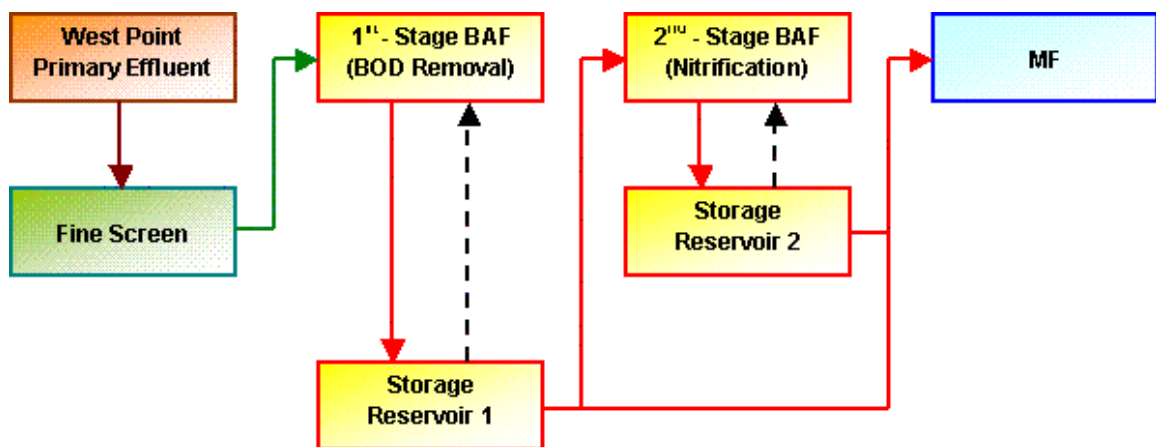 West Point
Primary Effluent
1st - Stage BAF
(BOD Removal)
2nd - Stage BAF
(Nitrification)
MF
Fine Screen
Storage
Reservoir 2
Storage
Reservoir 1